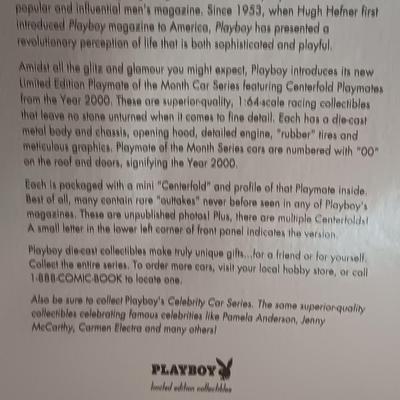 popular and influential men's magazine. Since 1953, when Hugh Hefner first
introduced Playboy magazine to America, Playboy has presented a
revolutionary perception of life that is both sophisticated and playful.
Amidst all the glitz and glamour you might expect, Playboy introduces its new
Limited Edition Playmate of the Month Car Series featuring Centerfold Playmates
from the Year 2000. These are superior-quality, 1:64-scale racing collectibles
that leave no stone unturned when it comes to fine detail. Each has a die-cast
metal body and chassis, opening hood, detailed engine, "rubber" tires and
meticulous graphics. Playmate of the Month Series cars are numbered with "00"
on the roof and doors, signifying the Year 2000.
Each is packaged with a mini "Centerfold" and profile of that Playmate inside.
Best of all, many contain rare "outtakes" never before seen in any of Playboy's
magazines. These are unpublished photos! Plus, there are multiple Centerfolds!
A small letter in the lower left corner of front panel indicates the version.
Playboy die-cast collectibles make truly unique gifts...for a friend or for yourself.
Collect the entire series. To order more cars, visit your local hobby store, or call
1-888-COMIC-BOOK to locate one.
Also be sure to collect Playboy's Celebrity Car Series. The same superior-quality
collectibles celebrating famous celebrities like Pamela Anderson, Jenny
McCarthy, Carmen Electra and many others!
PLAYBOY
limited edition collectibles